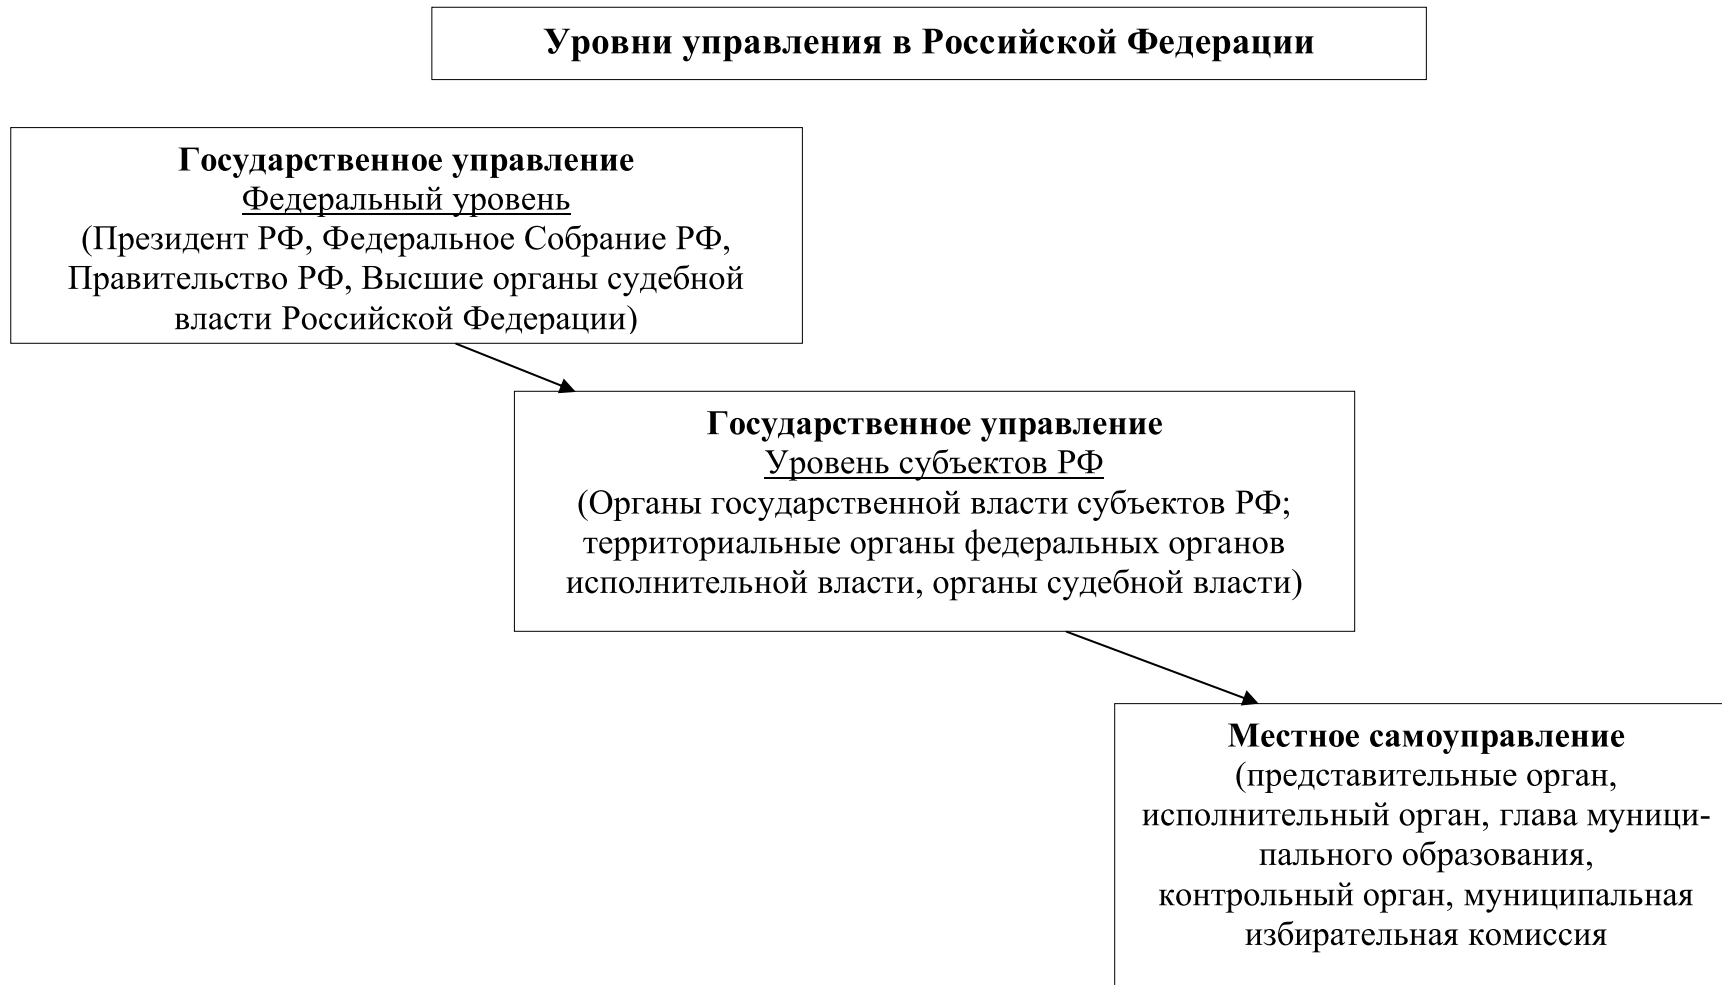 Уровни управления в Российской Федерации
Государственное управление
Федеральный уровень
(Президент РФ, Федеральное Собрание РФ,
Правительство РФ, Высшие органы судебной
власти Российской Федерации)
Государственное управление
Уровень субъектов РФ
(Органы государственной власти субъектов РФ;
территориальные органы федеральных органов
исполнительной власти, органы судебной власти)
Местное самоуправление
(представительные орган,
исполнительный орган, глава муници-
пального образования,
контрольный орган, муниципальная
избирательная комиссия